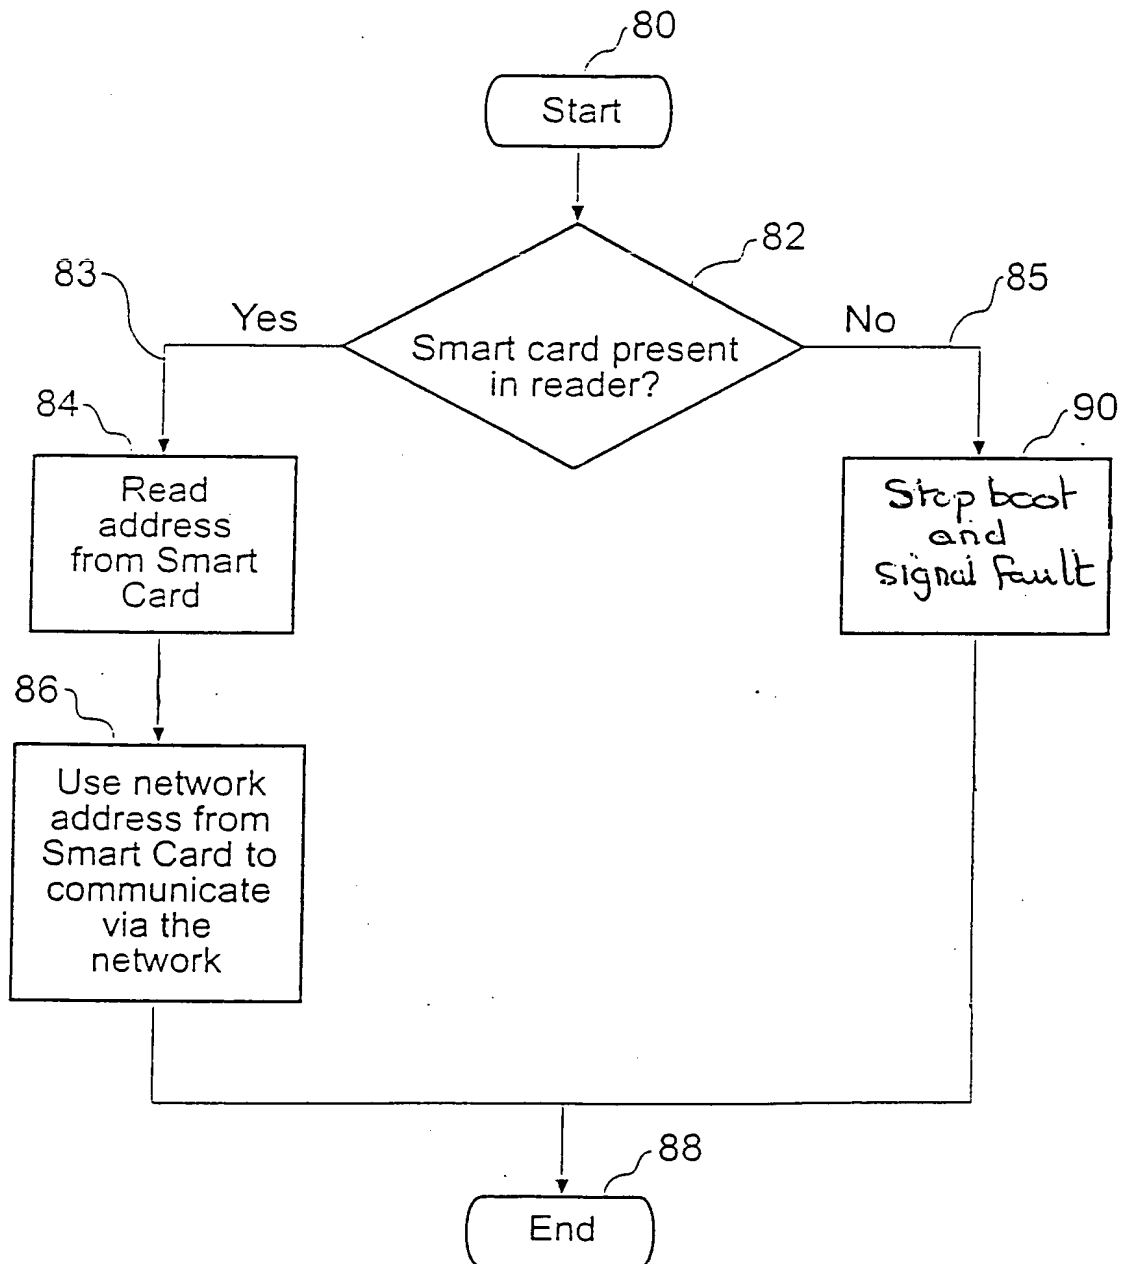 80
Start
82
83
85
Yes
No
Smart card present
in reader?
84
90
Read
address
from Smart
Card
Stop boot
and
signal fault
86
Use network
address from
Smart Card to
communicate
via the
network
88
End